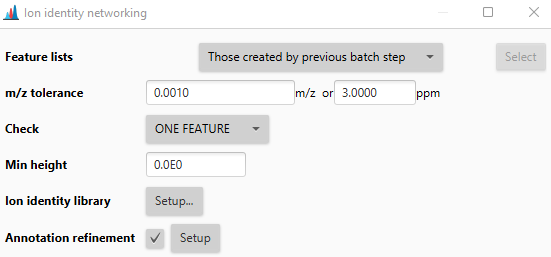 Ion identity networking
Feature lists Those created by previous batch step Select
m/z tolerance 0.0010 m/z or 3.0000 ppm
Check ONE FEATURE
Min height 0.0E0
Ion identity library Setup...
Annotation refinement Setup